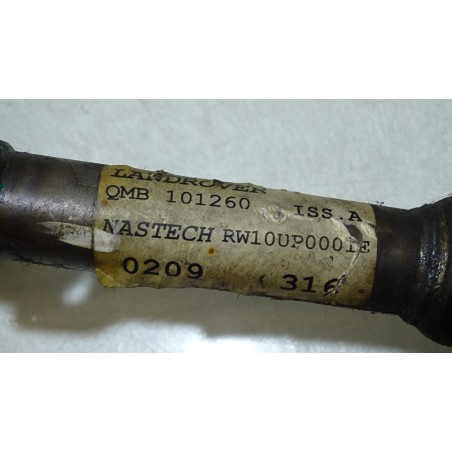 LANDROVER
QMB 101260 ISS.A
NASTECH RW10UP0001E
0209 316